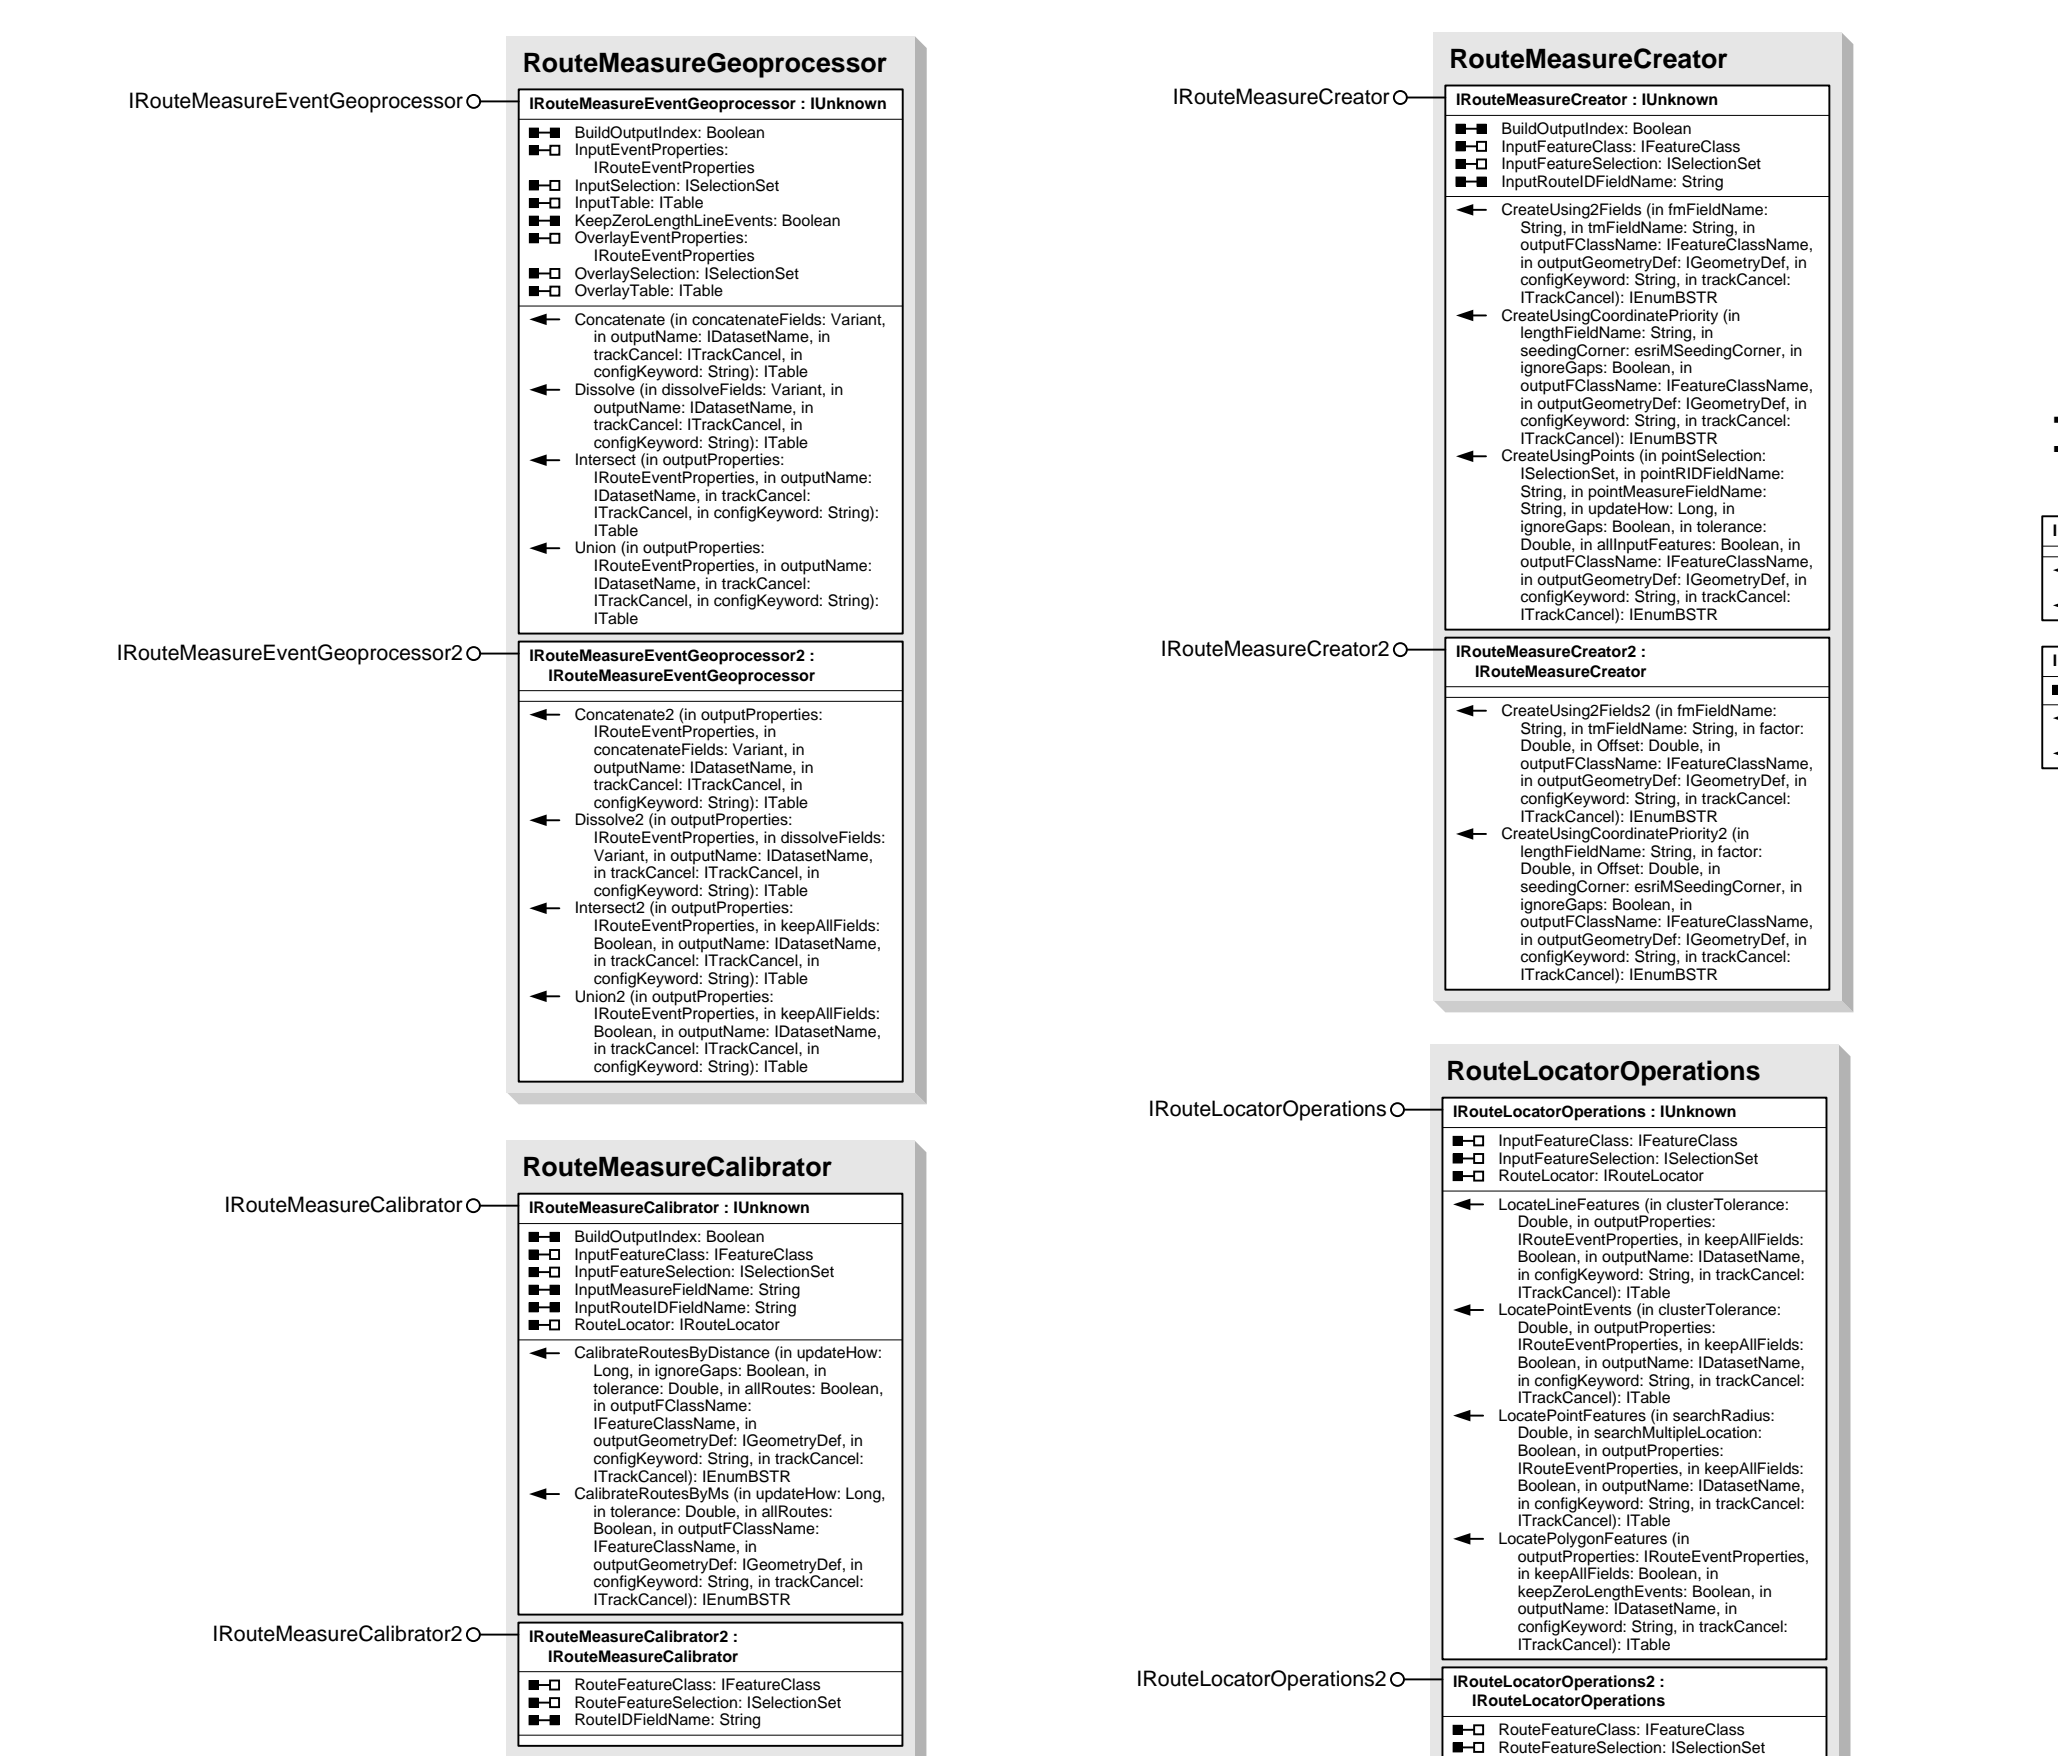 RouteMeasureGeoprocessor
IRouteMeasureEventGeoprocessor
IRouteMeasureEventGeoprocessor : IUnknown
BuildOutputIndex: Boolean
InputEventProperties:
IRouteEventProperties
InputSelection: ISelectionSet
InputTable: ITable
KeepZeroLengthLineEvents: Boolean
OverlayEventProperties:
IRouteEventProperties
OverlaySelection: ISelectionSet
OverlayTable: ITable
Concatenate (in concatenateFields: Variant,
in outputName: IDatasetName, in
trackCancel: ITrackCancel, in
configKeyword: String): ITable
Dissolve (in dissolveFields: Variant, in
outputName: IDatasetName, in
trackCancel: ITrackCancel, in
configKeyword: String): ITable
Intersect (in outputProperties:
IRouteEventProperties, in outputName:
IDatasetName, in trackCancel:
ITrackCancel, in configKeyword: String):
ITable
Union (in outputProperties:
IRouteEventProperties, in outputName:
IDatasetName, in trackCancel:
ITrackCancel, in configKeyword: String):
ITable
IRouteMeasureEventGeoprocessor2
IRouteMeasureEventGeoprocessor2 :
IRouteMeasureEventGeoprocessor
Concatenate2 (in outputProperties:
IRouteEventProperties, in
concatenateFields: Variant, in
outputName: IDatasetName, in
trackCancel: ITrackCancel, in
configKeyword: String): ITable
Dissolve2 (in outputProperties:
IRouteEventProperties, in dissolveFields:
Variant, in outputName: IDatasetName,
in trackCancel: ITrackCancel, in
configKeyword: String): ITable
Intersect2 (in outputProperties:
IRouteEventProperties, in keepAllFields:
Boolean, in outputName: IDatasetName,
in trackCancel: ITrackCancel, in
configKeyword: String): ITable
Union2 (in outputProperties:
IRouteEventProperties, in keepAllFields:
Boolean, in outputName: IDatasetName,
in trackCancel: ITrackCancel, in
configKeyword: String): ITable
RouteMeasureCalibrator
IRouteMeasureCalibrator
IRouteMeasureCalibrator : IUnknown
BuildOutputIndex: Boolean
InputFeatureClass: IFeatureClass
InputFeatureSelection: ISelectionSet
InputMeasureFieldName: String
InputRouteIDFieldName: String
RouteLocator: IRouteLocator
CalibrateRoutesByDistance (in updateHow:
Long, in ignoreGaps: Boolean, in
tolerance: Double, in allRoutes: Boolean,
in outputFClassName:
IFeatureClassName, in
outputGeometryDef: IGeometryDef, in
configKeyword: String, in trackCancel:
ITrackCancel): IEnumBSTR
CalibrateRoutesByMs (in updateHow: Long,
in tolerance: Double, in allRoutes:
Boolean, in outputFClassName:
IFeatureClassName, in
outputGeometryDef: IGeometryDef, in
configKeyword: String, in trackCancel:
ITrackCancel): IEnumBSTR
IRouteMeasureCalibrator2
IRouteMeasureCalibrator2 :
IRouteMeasureCalibrator
RouteFeatureClass: IFeatureClass
RouteFeatureSelection: ISelectionSet
RouteIDFieldName: String
RouteMeasureCreator
IRouteMeasureCreator
IRouteMeasureCreator : IUnknown
BuildOutputIndex: Boolean
InputFeatureClass: IFeatureClass
InputFeatureSelection: ISelectionSet
InputRouteIDFieldName: String
CreateUsing2Fields (in fmFieldName:
String, in tmFieldName: String, in
outputFClassName: IFeatureClassName,
in outputGeometryDef: IGeometryDef, in
configKeyword: String, in trackCancel:
ITrackCancel): IEnumBSTR
CreateUsingCoordinatePriority (in
lengthFieldName: String, in
seedingCorner: esriMSeedingCorner, in
ignoreGaps: Boolean, in
outputFClassName: IFeatureClassName,
in outputGeometryDef: IGeometryDef, in
configKeyword: String, in trackCancel:
ITrackCancel): IEnumBSTR
CreateUsingPoints (in pointSelection:
ISelectionSet, in pointRIDFieldName:
String, in pointMeasureFieldName:
String, in updateHow: Long, in
ignoreGaps: Boolean, in tolerance:
Double, in allInputFeatures: Boolean, in
outputFClassName: IFeatureClassName,
in outputGeometryDef: IGeometryDef, in
configKeyword: String, in trackCancel:
ITrackCancel): IEnumBSTR
IRouteMeasureCreator2
IRouteMeasureCreator2 :
IRouteMeasureCreator
CreateUsing2Fields2 (in fmFieldName:
String, in tmFieldName: String, in factor:
Double, in Offset: Double, in
outputFClassName: IFeatureClassName,
in outputGeometryDef: IGeometryDef, in
configKeyword: String, in trackCancel:
ITrackCancel): IEnumBSTR
CreateUsingCoordinatePriority2 (in
lengthFieldName: String, in factor:
Double, in Offset: Double, in
seedingCorner: esriMSeedingCorner, in
ignoreGaps: Boolean, in
outputFClassName: IFeatureClassName,
in outputGeometryDef: IGeometryDef, in
configKeyword: String, in trackCancel:
ITrackCancel): IEnumBSTR
RouteLocatorOperations
IRouteLocatorOperations
IRouteLocatorOperations : IUnknown
InputFeatureClass: IFeatureClass
InputFeatureSelection: ISelectionSet
RouteLocator: IRouteLocator
LocateLineFeatures (in clusterTolerance:
Double, in outputProperties:
IRouteEventProperties, in keepAllFields:
Boolean, in outputName: IDatasetName,
in configKeyword: String, in trackCancel:
ITrackCancel): ITable
LocatePointEvents (in clusterTolerance:
Double, in outputProperties:
IRouteEventProperties, in keepAllFields:
Boolean, in outputName: IDatasetName,
in configKeyword: String, in trackCancel:
ITrackCancel): ITable
LocatePointFeatures (in searchRadius:
Double, in searchMultipleLocation:
Boolean, in outputProperties:
IRouteEventProperties, in keepAllFields:
Boolean, in outputName: IDatasetName,
in configKeyword: String, in trackCancel:
ITrackCancel): ITable
LocatePolygonFeatures (in
outputProperties: IRouteEventProperties,
in keepAllFields: Boolean, in
keepZeroLengthEvents: Boolean, in
outputName: IDatasetName, in
configKeyword: String, in trackCancel:
ITrackCancel): ITable
IRouteLocatorOperations2
IRouteLocatorOperations2 :
IRouteLocatorOperations
RouteFeatureClass: IFeatureClass
RouteFeatureSelection: ISelectionSet